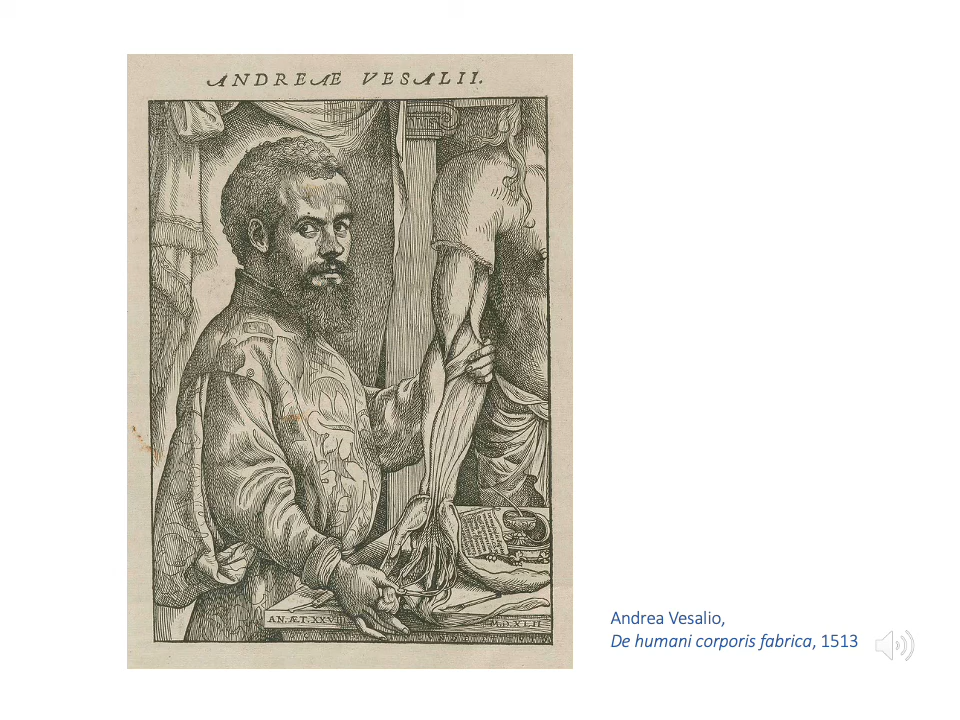 ANDREÆ VESALII.
AN. ÆT. XXVIII
M.D.XLII
Andrea Vesalio,
De humani corporis fabrica, 1513